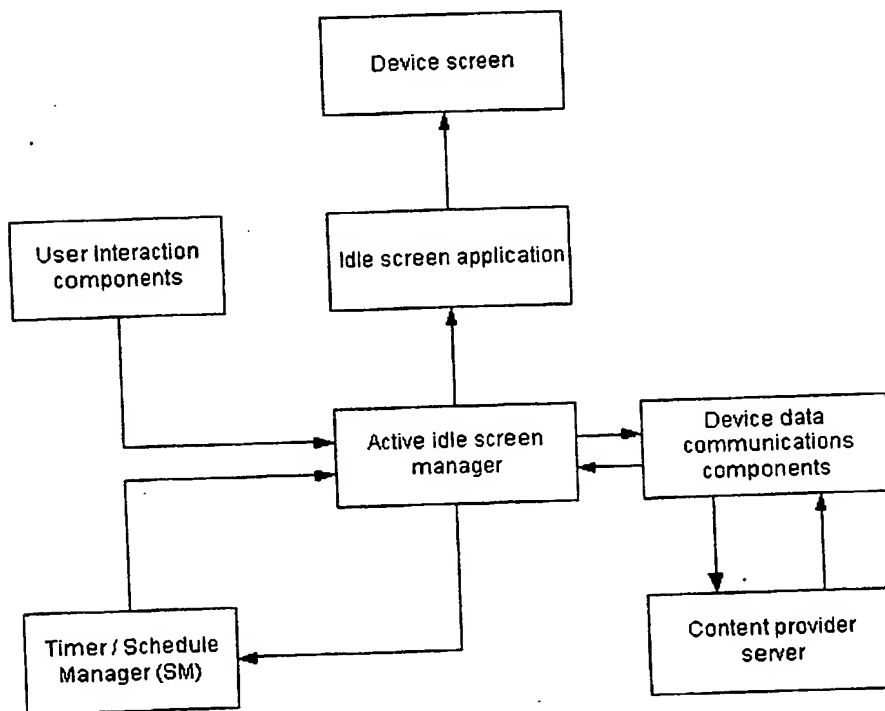 Device screen
User Interaction
components
Idle screen application
Active idle screen
manager
Device data
communications
components
Timer / Schedule
Manager (SM)
Content provider
server